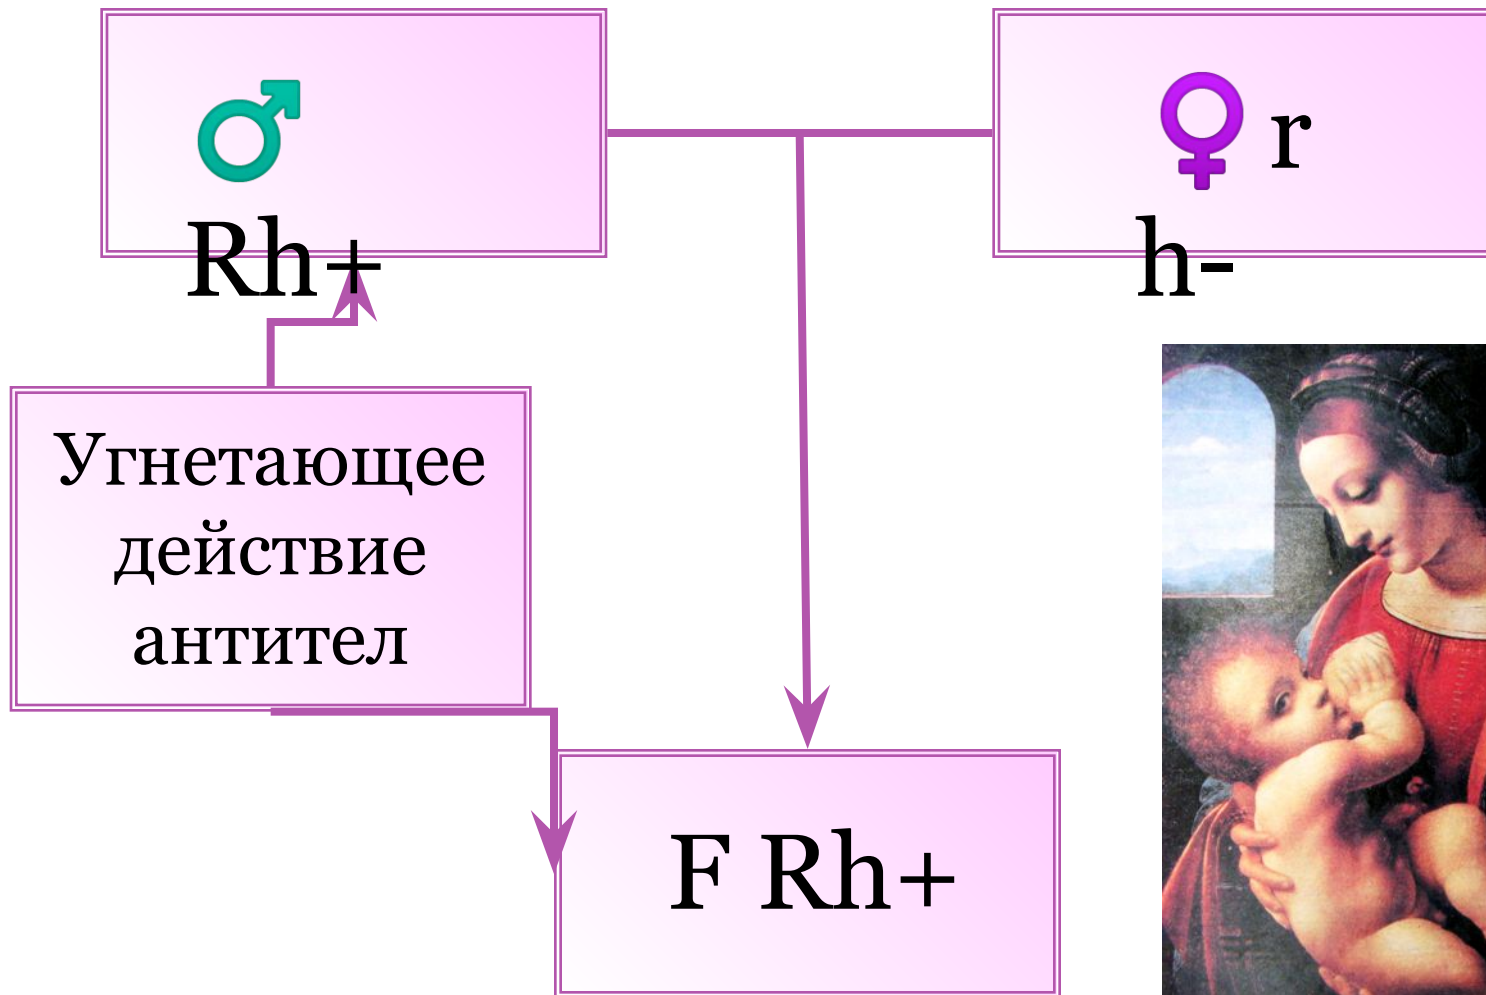 ♂
Rh+
♀ r
h-
Угнетающее
действие
антител
F Rh+